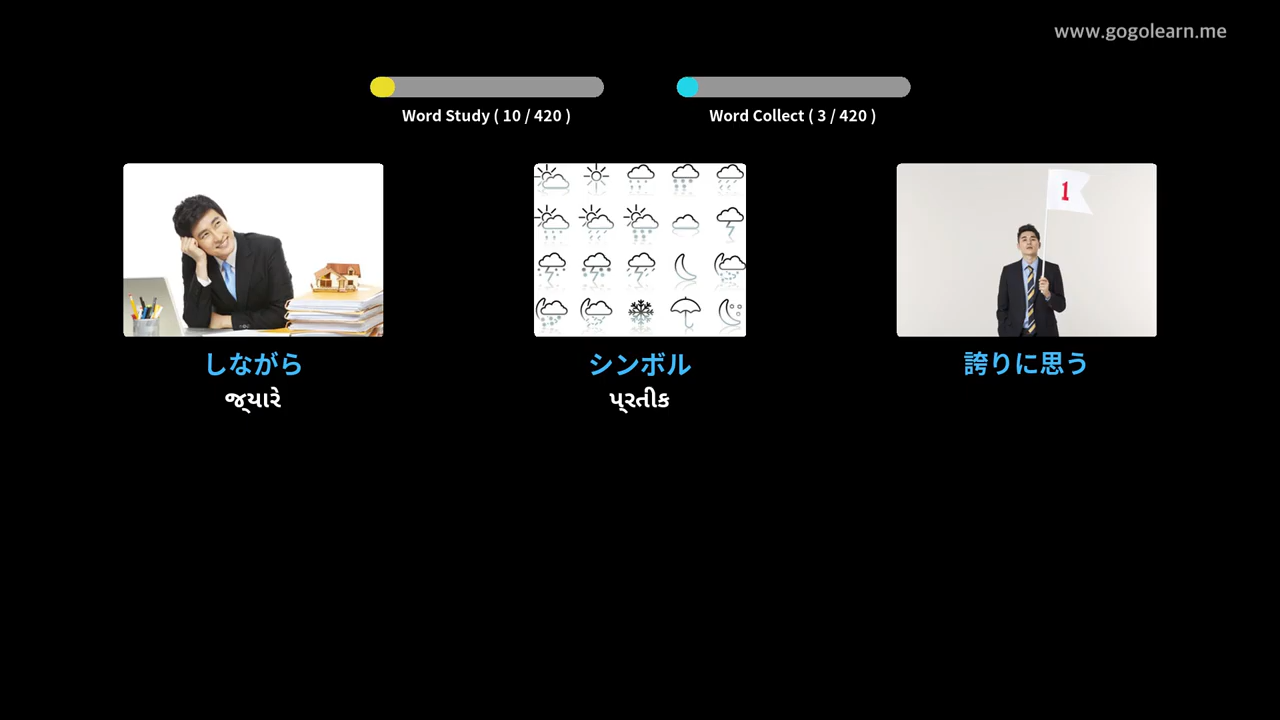 www.gogolearn.me
Word Study ( 10 / 420 )
Word Collect ( 3 / 420 )
1
しながら
シンボル
誇りに思う
જ્યારે
પ્રતીક